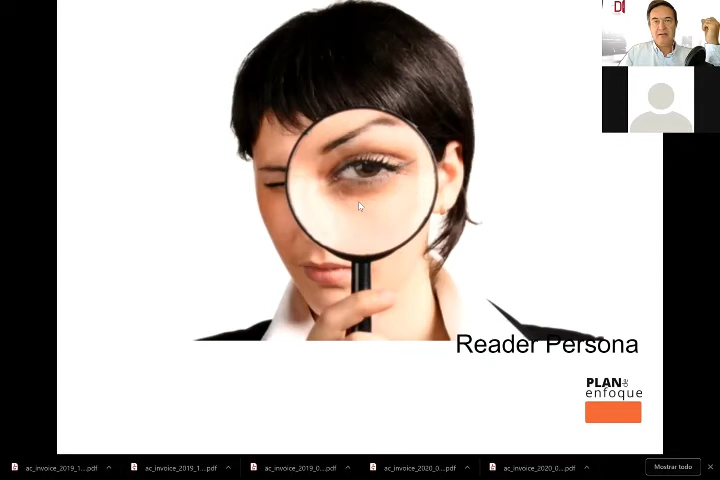 D
Reader Persona
PLAN de
enfoque
ac_invoice_2019_1....pdf
ac_invoice_2019_1....pdf
ac_invoice_2019_0....pdf
ac_invoice_2020_0....pdf
ac_invoice_2020_0....pdf
Mostrar todo